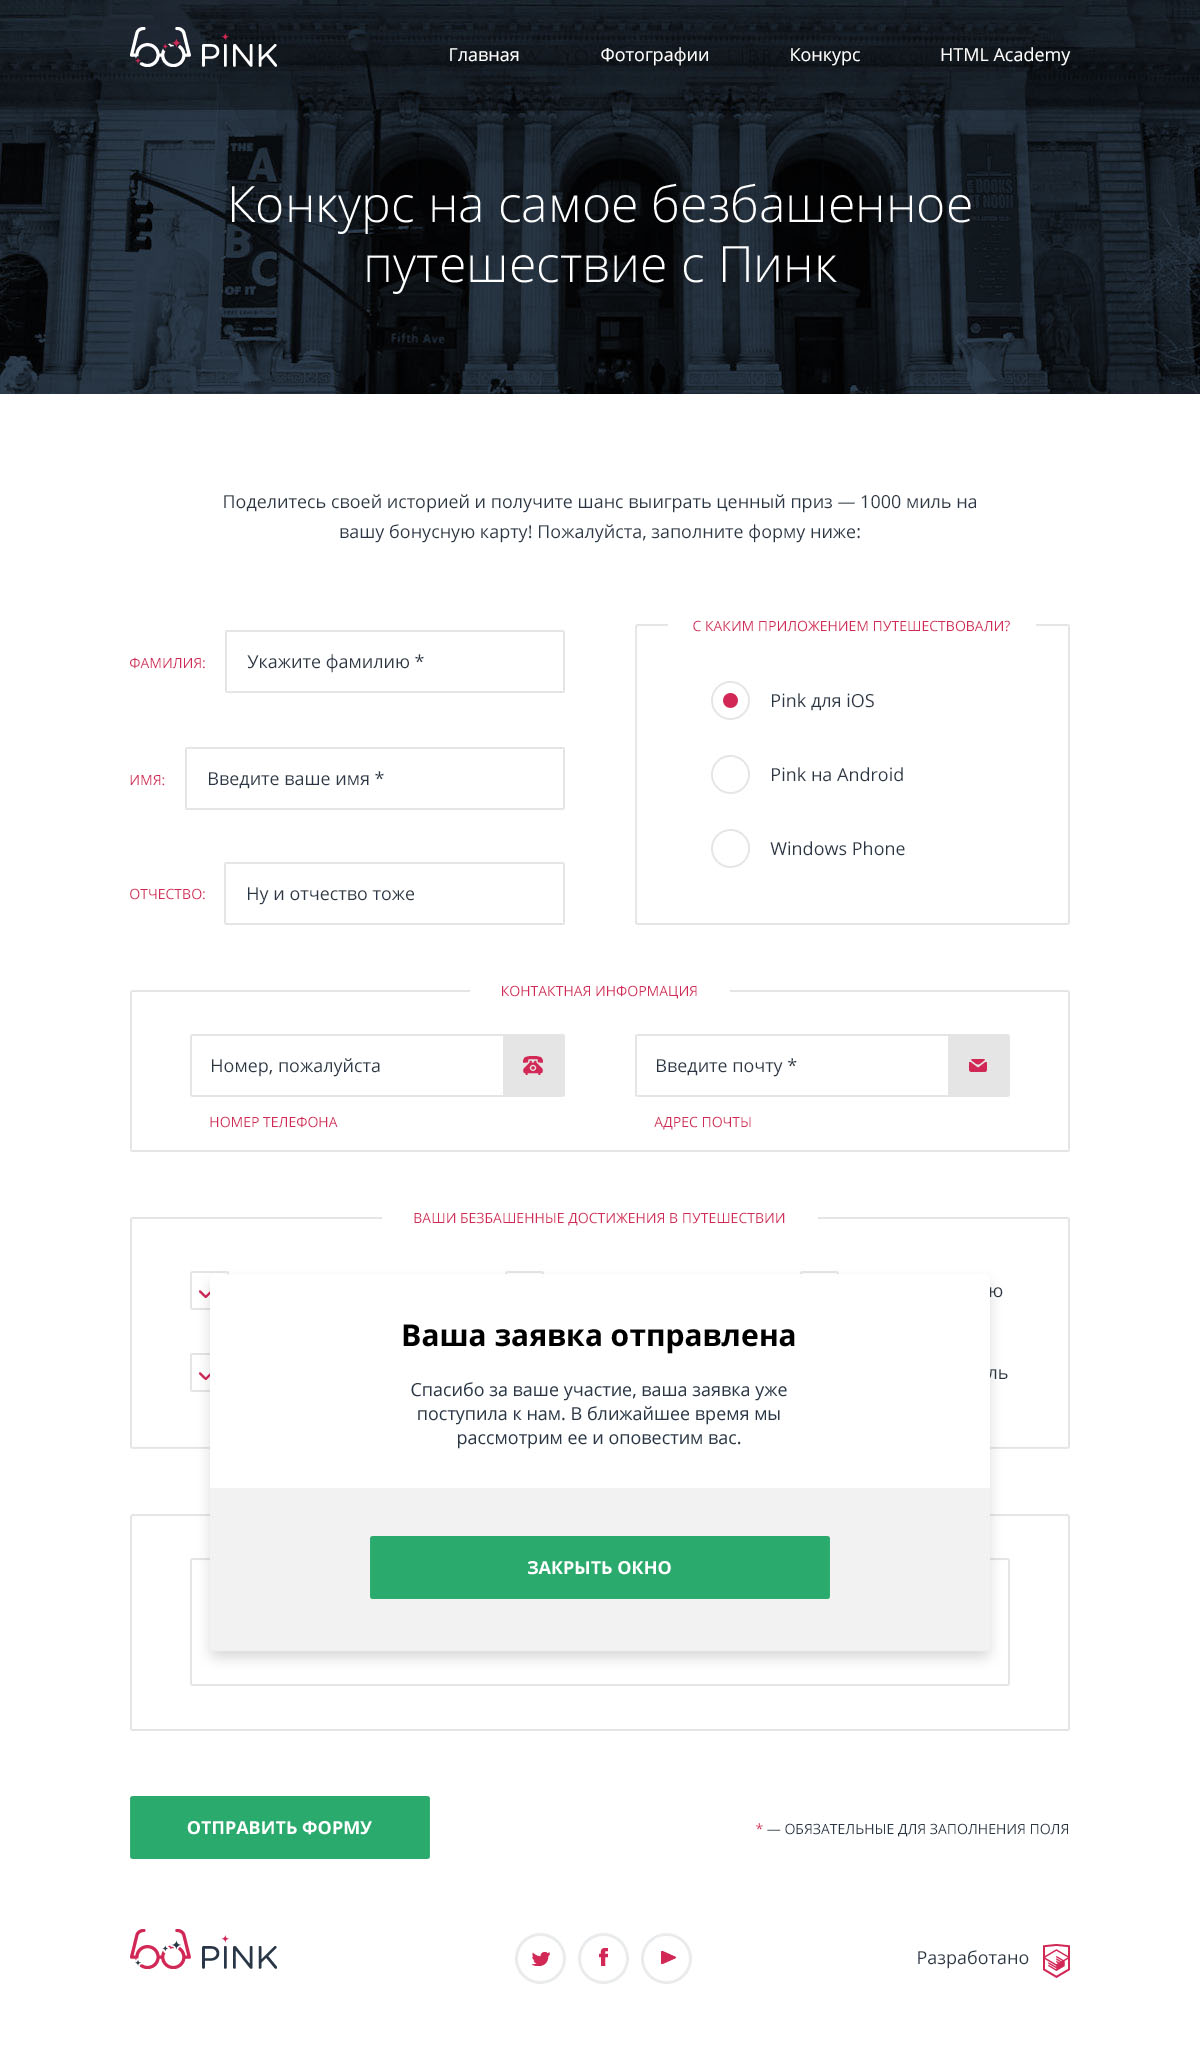 PINK
Главная
Фотографии
Конкурс
HTML Academy
THE
A
B
C
OF IT
Конкурс на самое безбашенное
путешествие с Пинк
Fifth Ave
Поделитесь своей историей и получите шанс выиграть ценный приз — 1000 миль на
вашу бонусную карту! Пожалуйста, заполните форму ниже:
ФАМИЛИЯ:
Укажите фамилию *
ИМЯ:
Введите ваше имя *
ОТЧЕСТВО:
Ну и отчество тоже
С КАКИМ ПРИЛОЖЕНИЕМ ПУТЕШЕСТВОВАЛИ?
Pink для iOS
Pink на Android
Windows Phone
КОНТАКТНАЯ ИНФОРМАЦИЯ
Номер, пожалуйста
НОМЕР ТЕЛЕФОНА
Введите почту *
АДРЕС ПОЧТЫ
ВАШИ БЕЗБАШЕННЫЕ ДОСТИЖЕНИЯ В ПУТЕШЕСТВИИ
ю
ль
Ваша заявка отправлена
Спасибо за ваше участие, ваша заявка уже
поступила к нам. В ближайшее время мы
рассмотрим ее и оповестим вас.
ЗАКРЫТЬ ОКНО
ОТПРАВИТЬ ФОРМУ
* — ОБЯЗАТЕЛЬНЫЕ ДЛЯ ЗАПОЛНЕНИЯ ПОЛЯ
PINK
Разработано